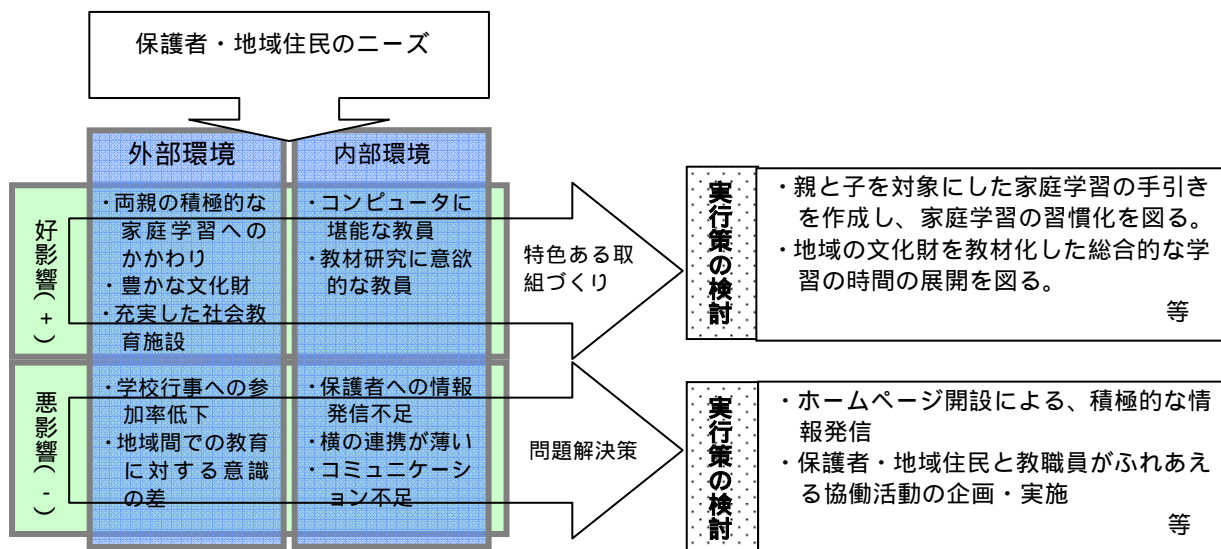 保護者・地域住民のニーズ
外部環境
内部環境
好影響(+)
・両親の積極的な
家庭学習への
かかわり
・豊かな文化財
・充実した社会教
育施設
・コンピュータに
堪能な教員
・教材研究に意欲
的な教員
特色ある取
組づくり
実行策の検討
・親と子を対象にした家庭学習の手引き
を作成し、家庭学習の習慣化を図る。
・地域の文化財を教材化した総合的な学
習の時間の展開を図る。
等
悪影響(-)
・学校行事への参
加率低下
・地域間での教育
に対する意識
の差
・保護者への情報
発信不足
・横の連携が薄い
・コミュニケーシ
ョン不足
問題解決策
実行策の検討
・ホームページ開設による、積極的な情
報発信
・保護者・地域住民と教職員がふれあえ
る協働活動の企画・実施
等